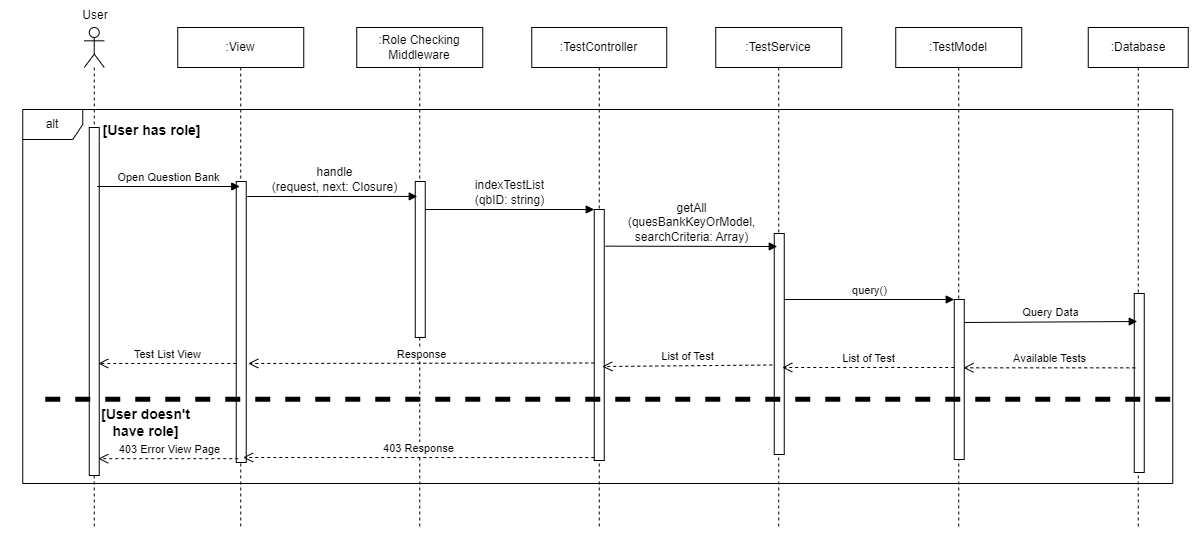 User
:View
:Role Checking
Middleware
:TestController
:TestService
:TestModel
:Database
alt
[User has role]
Open Question Bank
handle
(request, next: Closure)
indexTestList
(qbID: string)
getAll
(quesBankKeyOrModel,
searchCriteria: Array)
query()
Query Data
Test List View
Response
List of Test
List of Test
Available Tests
[User doesn't
have role]
403 Error View Page
403 Response